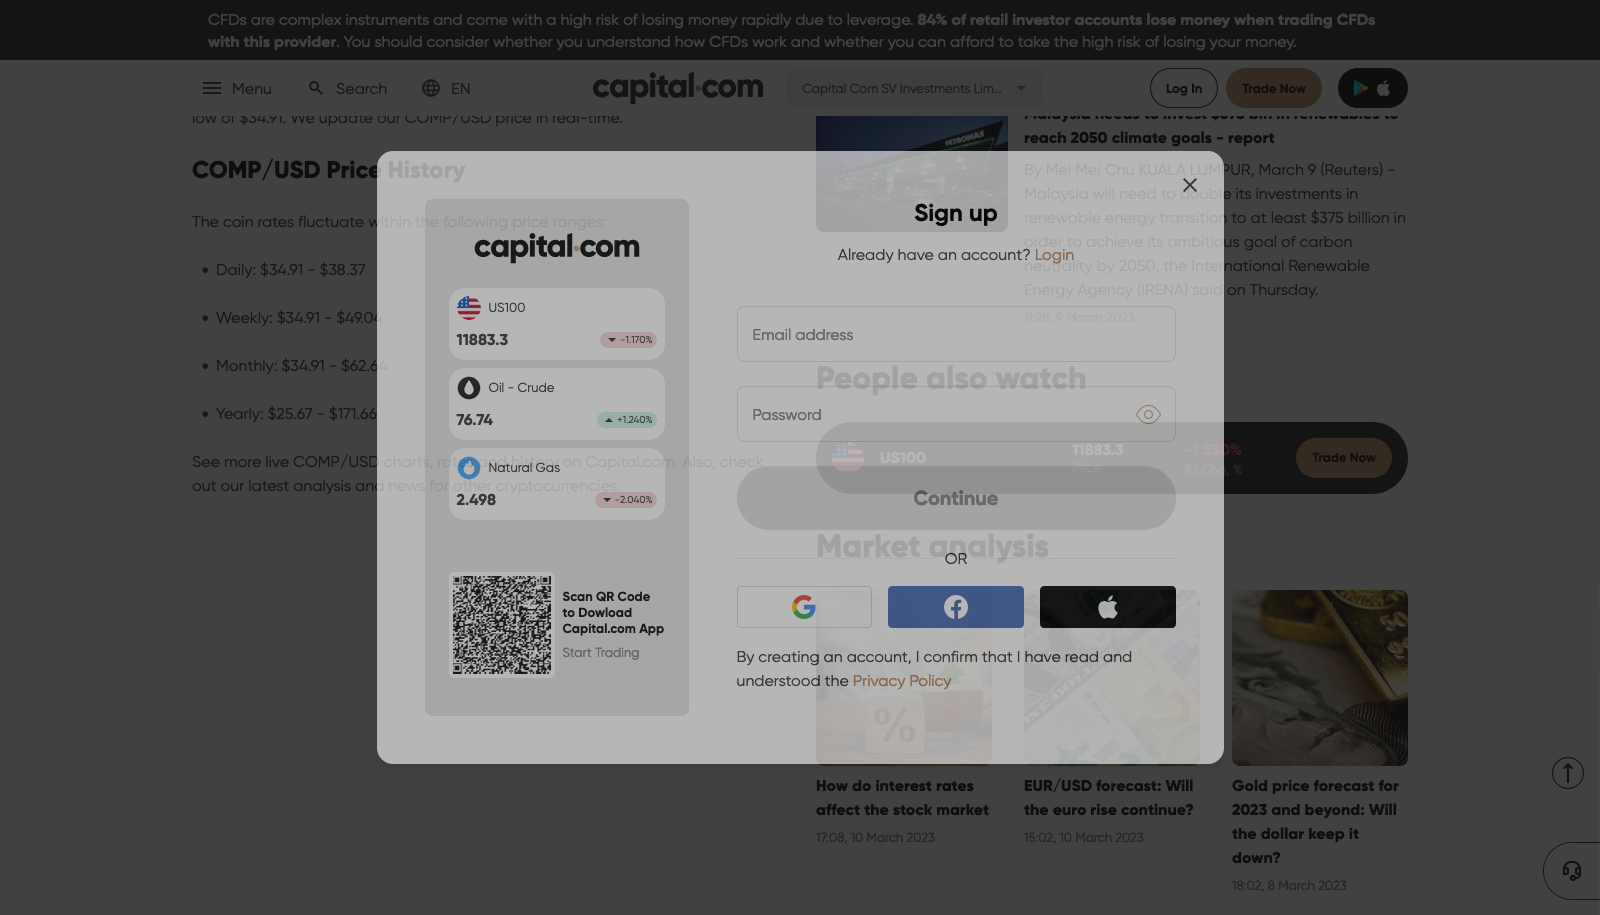 CFDs are complex instruments and come with a high risk of losing money rapidly due to leverage. 84% of retail investor accounts lose money when trading CFDs
with this provider. You should consider whether you understand how CFDs work and whether you can afford to take the high risk of losing your money.
Menu
Search
EN
capital.com
Capital Com SV Investments Lim...
Log In
Trade Now
low of $34.91. We update our COMP/USD price in real-time.
COMP/USD Price History
The coin rates fluctuate within the following price ranges:
Daily: $34.91 - $38.37
Weekly: $34.91 - $49.04
Monthly: $34.91 - $62.64
Yearly: $25.67 - $171.66
See more live COMP/USD charts, rates and history on Capital.com. Also, check
out our latest analysis and news for other cryptocurrencies.
PETRONAS
Malaysia needs to invest $375 bln in renewables to
reach 2050 climate goals - report
By Mei Mei Chu KUALA LUMPUR, March 9 (Reuters) -
Malaysia will need to double its investments in
renewable energy transition to at least $375 billion in
order to achieve its ambitious goal of carbon
neutrality by 2050, the International Renewable
Energy Agency (IRENA) said on Thursday.
11:28, 9 March 2023
People also watch
US100
11883.3
Price
-1.330%
1D Chg, %
Trade Now
Market analysis
%
How do interest rates
affect the stock market
17:08, 10 March 2023
EUR/USD forecast: Will
the euro rise continue?
15:02, 10 March 2023
Gold price forecast for
2023 and beyond: Will
the dollar keep it
down?
18:02, 8 March 2023
capital.com
US100
11883.3
-1.170%
Oil - Crude
76.74
+1.240%
Natural Gas
2.498
-2.040%
Scan QR Code
to Dowload
Capital.com App
Start Trading
Sign up
Already have an account? Login
Email address
Password
Continue
OR
By creating an account, I confirm that I have read and
understood the Privacy Policy